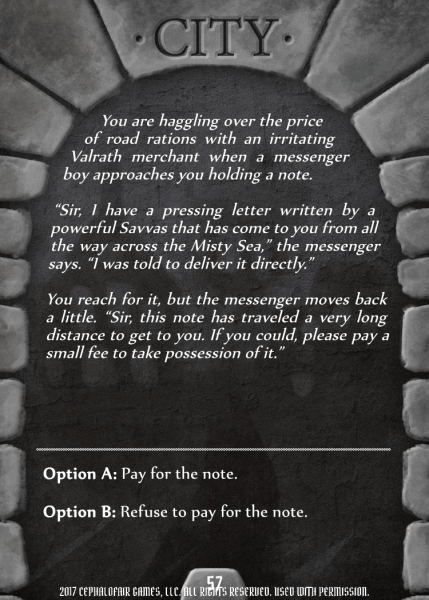 · CITY ·
You are haggling over the price
of road rations with an irritating
Valrath merchant when a messenger
boy approaches you holding a note.
“Sir, I have a pressing letter written by a
powerful Savvas that has come to you from all
the way across the Misty Sea,” the messenger
says. “I was told to deliver it directly.”
You reach for it, but the messenger moves back
a little. “Sir, this note has traveled a very long
distance to get to you. If you could, please pay a
small fee to take possession of it.”
Option A: Pay for the note.
Option B: Refuse to pay for the note.
57
2017 CEPHALOFAIR GAMES, LLC. ALL RIGHTS RESERVED. USED WITH PERMISSION.